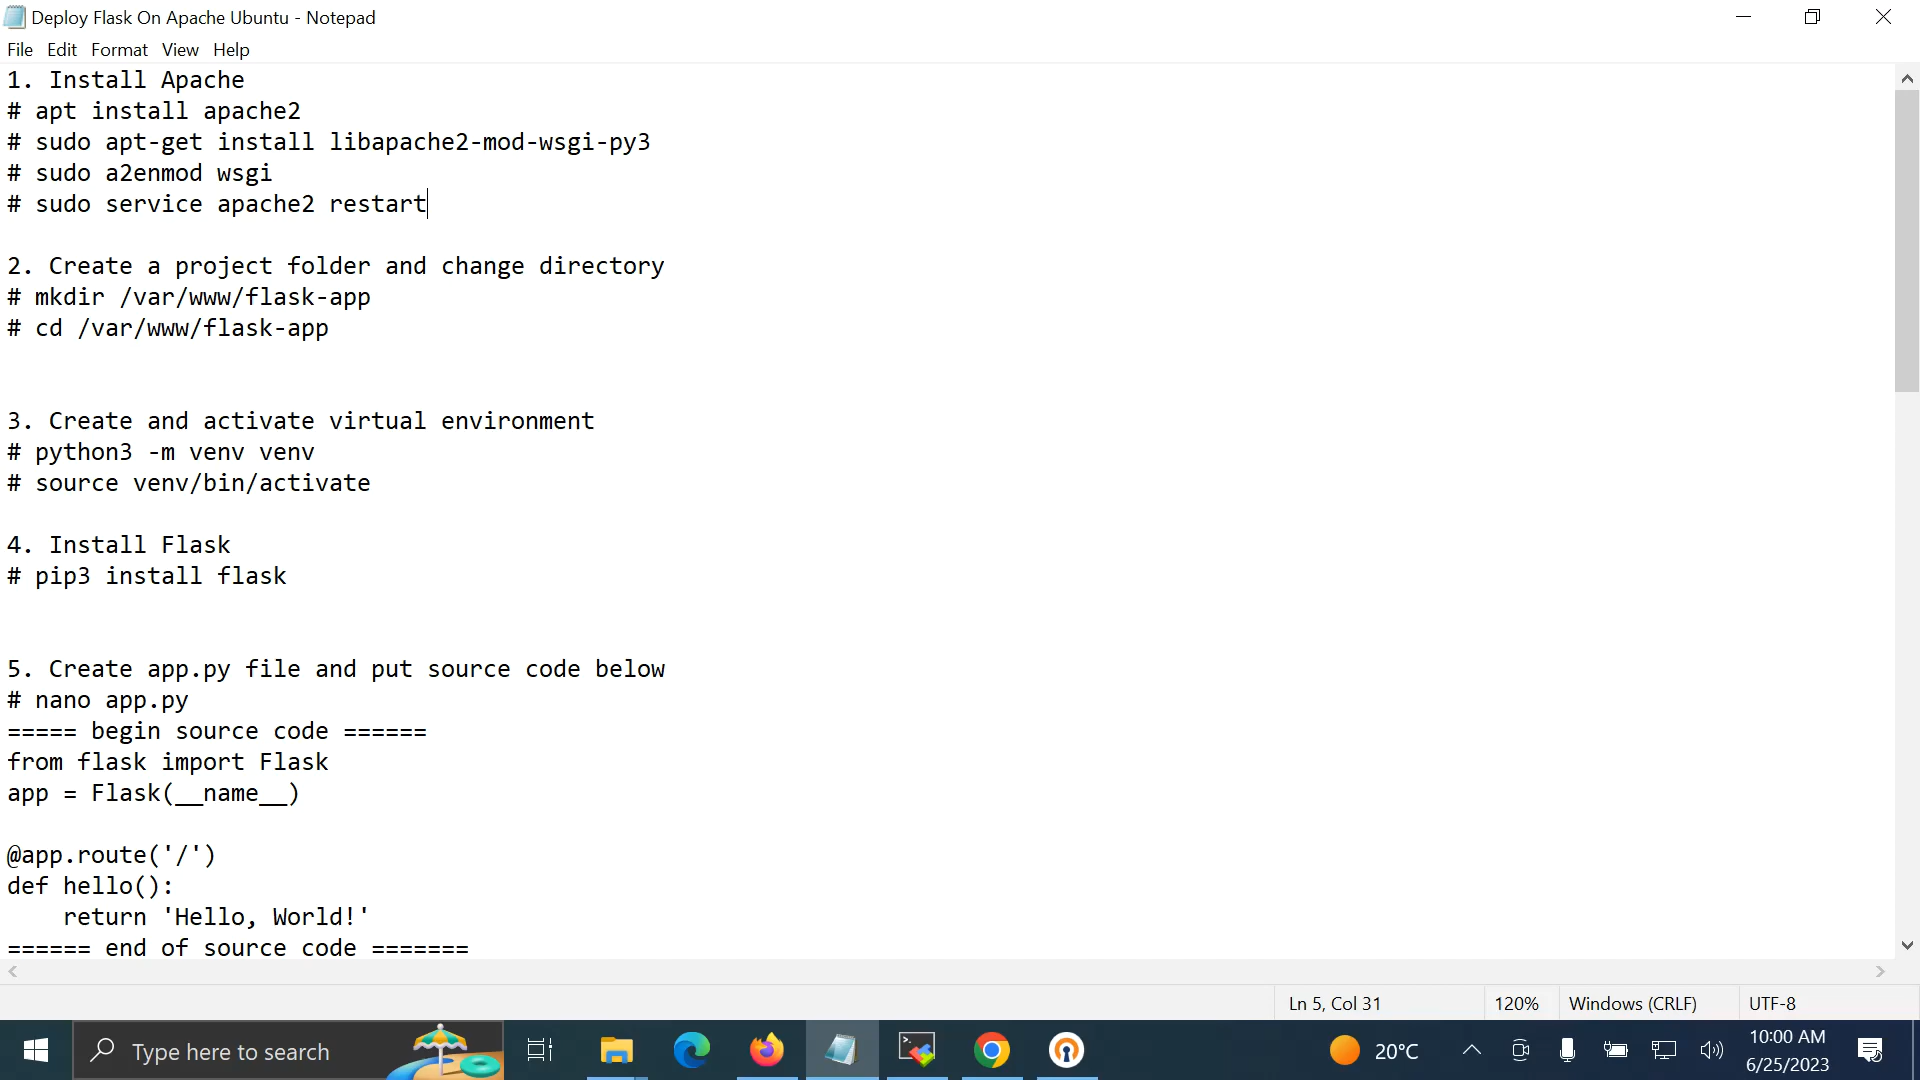 Deploy Flask On Apache Ubuntu - Notepad
File Edit Format View Help
1. Install Apache
# apt install apache2
# sudo apt-get install libapache2-mod-wsgi-py3
# sudo a2enmod wsgi
# sudo service apache2 restart
2. Create a project folder and change directory
# mkdir /var/www/flask-app
# cd /var/www/flask-app
3. Create and activate virtual environment
# python3 -m venv venv
# source venv/bin/activate
4. Install Flask
# pip3 install flask
5. Create app.py file and put source code below
# nano app.py
===== begin source code ======
from flask import Flask
app = Flask(__name__)
@app.route('/')
def hello():
    return 'Hello, World!'
====== end of source code =======
Ln 5, Col 31 120% Windows (CRLF) UTF-8
Type here to search 20°C 10:00 AM
6/25/2023